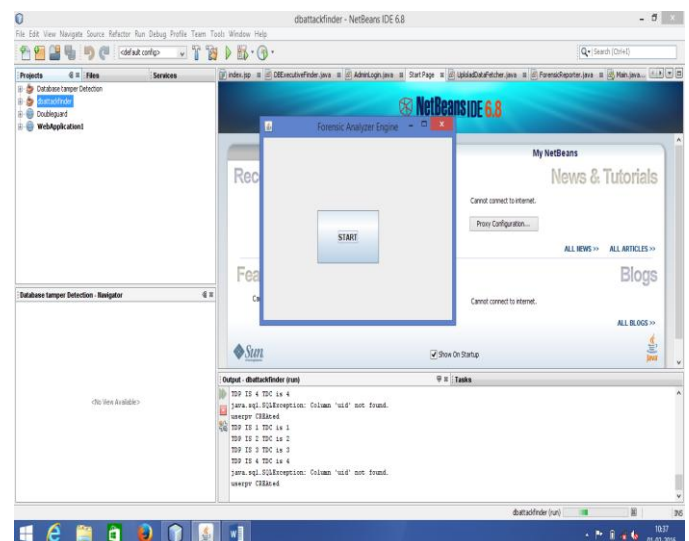 dbattackfinder - NetBeans IDE 6.8
File Edit View Navigate Source Refactor Run Debug Profile Team Tools Window Help
<default config>
Search (Ctrl+I)
Projects Files Services
index.jsp DBExecutiveFinder.java AdminLogin.java Start Page UploladDataFetcher.java ForensicReporter.java Main.java
Database tamper Detection
dbattackfinder
Doubleguard
WebApplication1
NetBeans IDE 6.8
Forensic Analyzer Engine
START
My NetBeans
Rec
News & Tutorials
Cannot connect to internet.
Proxy Configuration...
ALL NEWS >> ALL ARTICLES >>
Fea
Blogs
Cannot connect to internet.
ALL BLOGS >>
Sun
Show On Startup
Java
Database tamper Detection - Navigator
<No View Available>
Output - dbattackfinder (run) Tasks
TDP IS 4 TDC is 4
java.sql.SQLException: Column 'uid' not found.
userpv CREAted
TDP IS 1 TDC is 1
TDP IS 2 TDC is 2
TDP IS 3 TDC is 3
TDP IS 4 TDC is 4
java.sql.SQLException: Column 'uid' not found.
userpv CREAted
dbattackfinder (run) INS
10:37